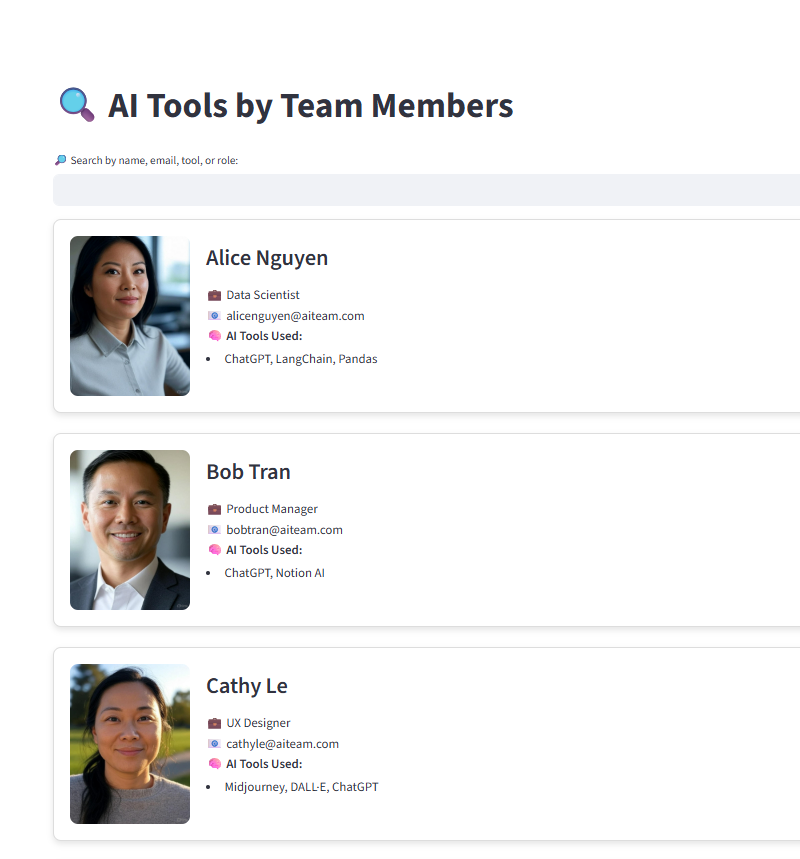 AI Tools by Team Members
Search by name, email, tool, or role:
Alice Nguyen
Data Scientist
alicenguyen@aiteam.com
AI Tools Used:
• ChatGPT, LangChain, Pandas
Bob Tran
Product Manager
bobtran@aiteam.com
AI Tools Used:
• ChatGPT, Notion AI
Cathy Le
UX Designer
cathyle@aiteam.com
AI Tools Used:
• Midjourney, DALL·E, ChatGPT